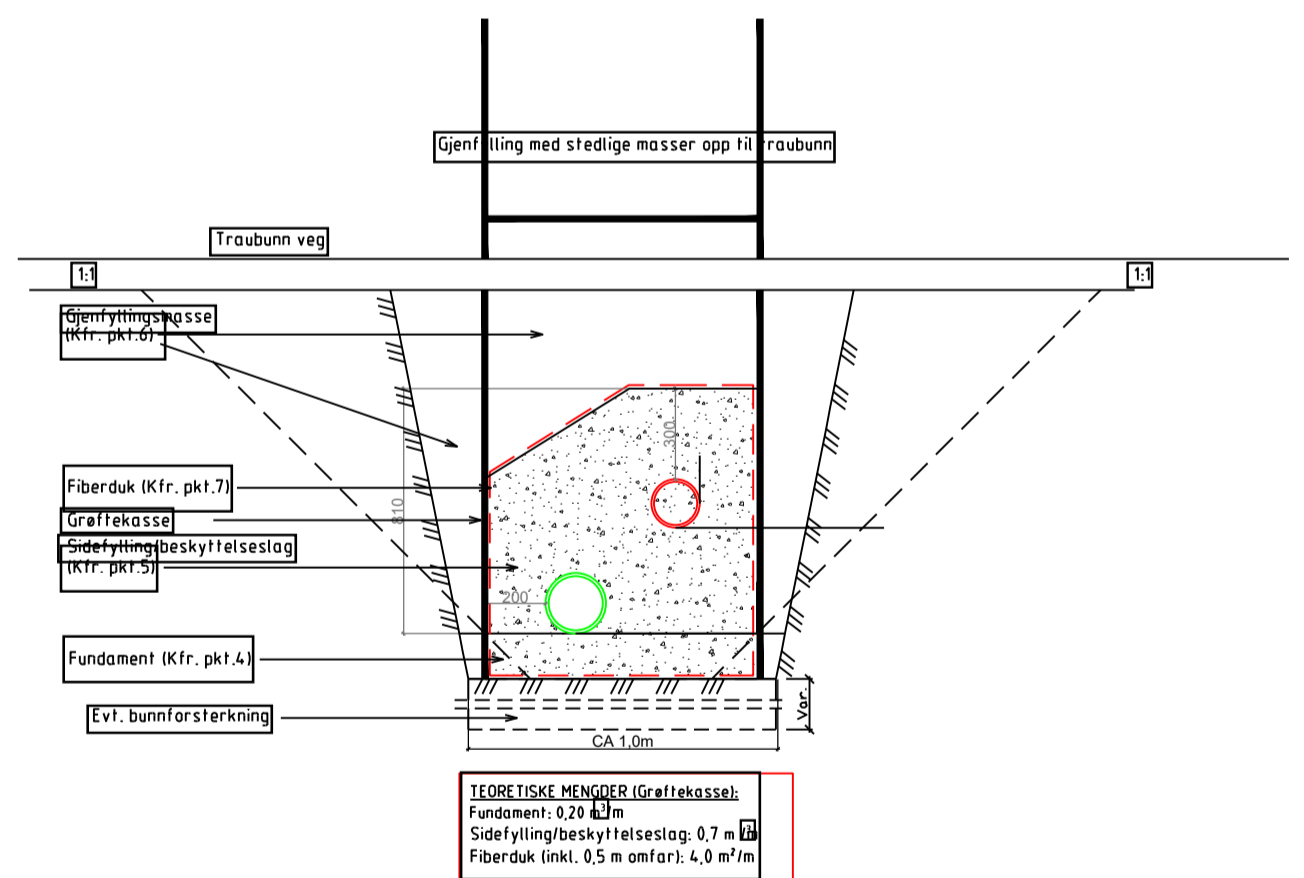 Gjenfylling med stedlige masser opp til traubunn
Traubunn veg
1:1
1:1
Gjenfyllingsmasse
(Kfr. pkt.6)
300
Fiberduk (Kfr. pkt.7)
810
Grøftekasse
Sidefylling/beskyttelseslag
(Kfr. pkt.5)
200
Fundament (Kfr. pkt.4)
Var.
Evt. bunnforsterkning
CA 1,0m
TEORETISKE MENGDER (Grøftekasse):
Fundament: 0,20 m³/m
Sidefylling/beskyttelseslag: 0,7 m³/m
Fiberduk (inkl. 0,5 m omfar): 4,0 m²/m